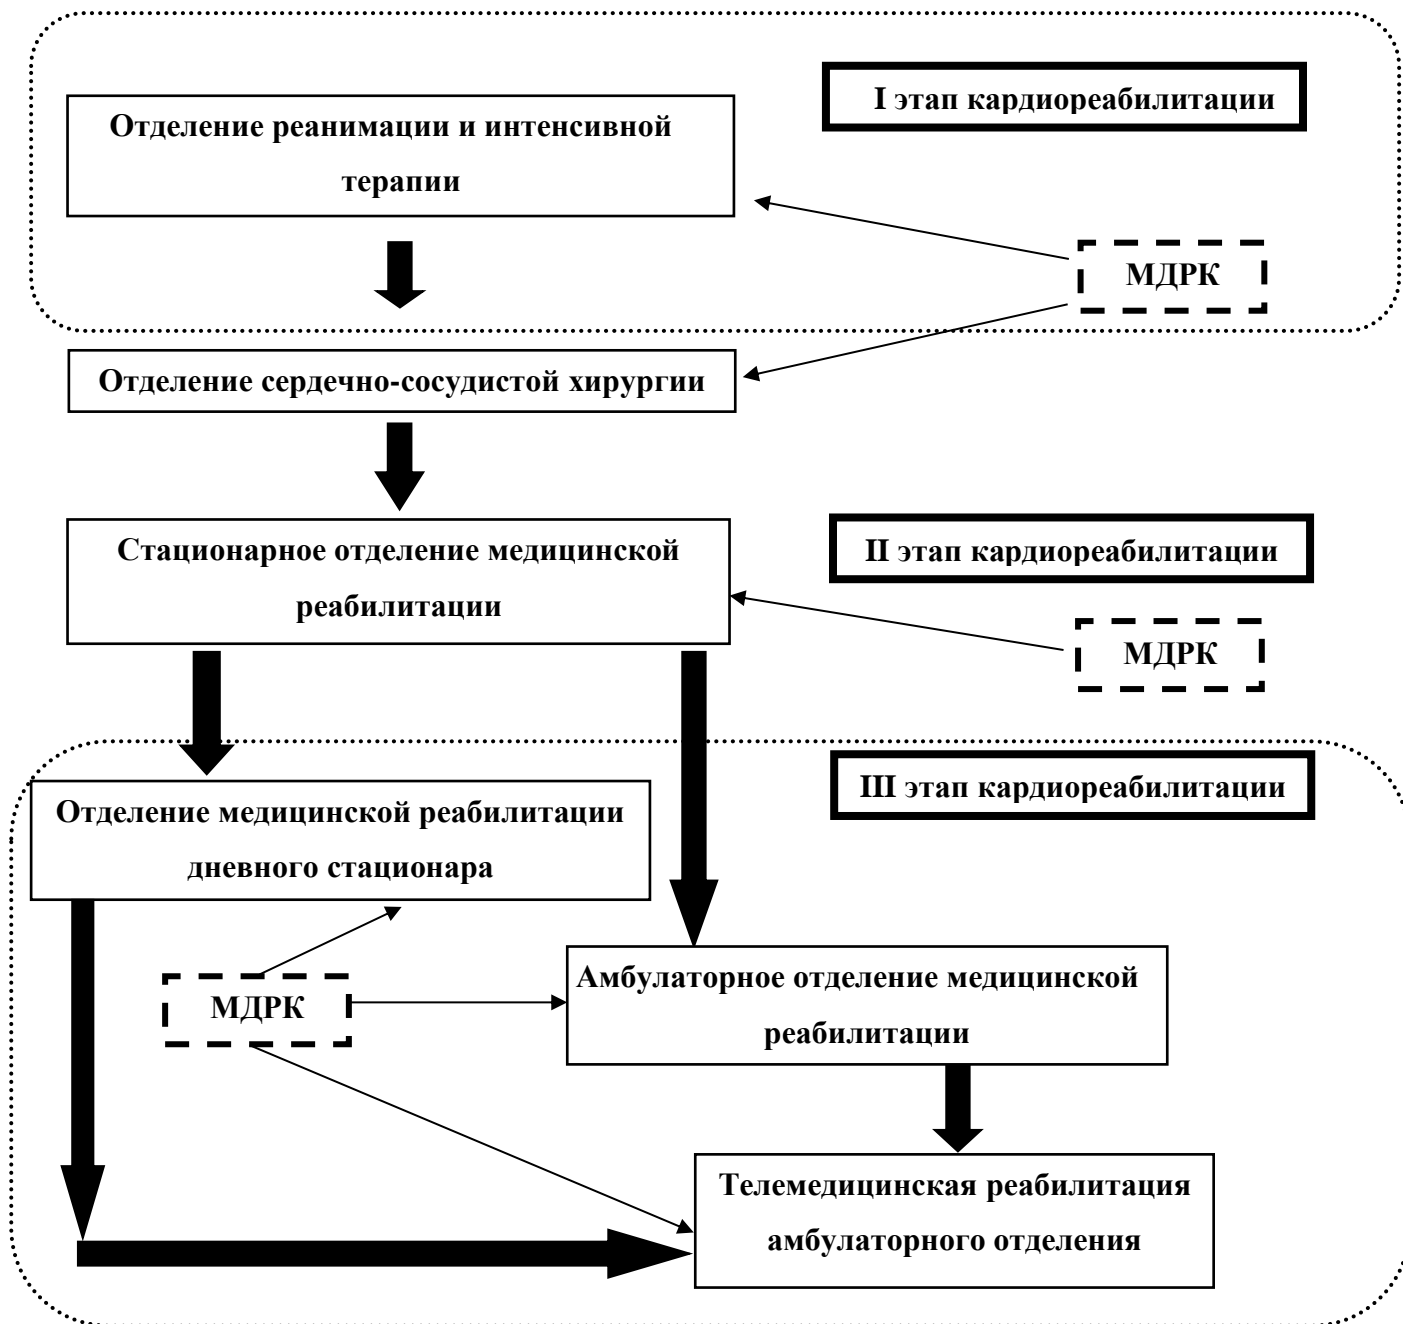 I этап кардиореабилитации
Отделение реанимации и интенсивной
терапии
МДРК
Отделение сердечно-сосудистой хирургии
II этап кардиореабилитации
Стационарное отделение медицинской
реабилитации
МДРК
III этап кардиореабилитации
Отделение медицинской реабилитации
дневного стационара
МДРК
Амбулаторное отделение медицинской
реабилитации
Телемедицинская реабилитация
амбулаторного отделения